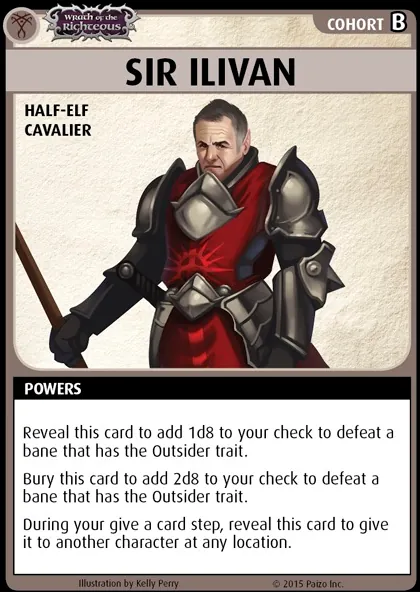 WRATH of the
Righteous
COHORT B
SIR ILIVAN
HALF-ELF
CAVALIER
POWERS
Reveal this card to add 1d8 to your check to defeat a
bane that has the Outsider trait.
Bury this card to add 2d8 to your check to defeat a
bane that has the Outsider trait.
During your give a card step, reveal this card to give
it to another character at any location.
Illustration by Kelly Perry
© 2015 Paizo Inc.